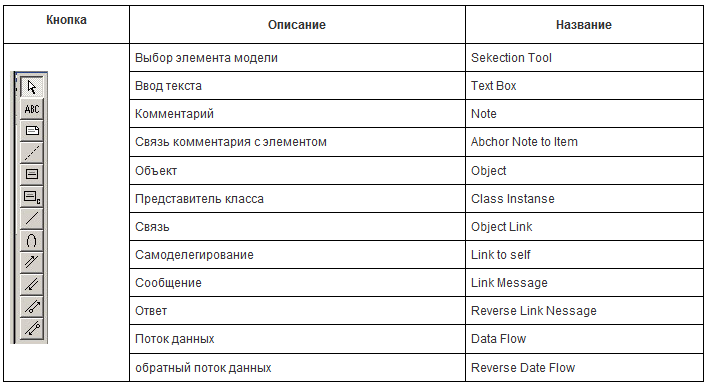 Кнопка Описание Название
Выбор элемента модели Sekection Tool
ABC Ввод текста Text Box
Комментарий Note
Связь комментария с элементом Abchor Note to Item
Объект Object
Представитель класса Class Instanse
Связь Object Link
Самоделегирование Link to self
Сообщение Link Message
Ответ Reverse Link Nessage
Поток данных Data Flow
обратный поток данных Reverse Date Flow